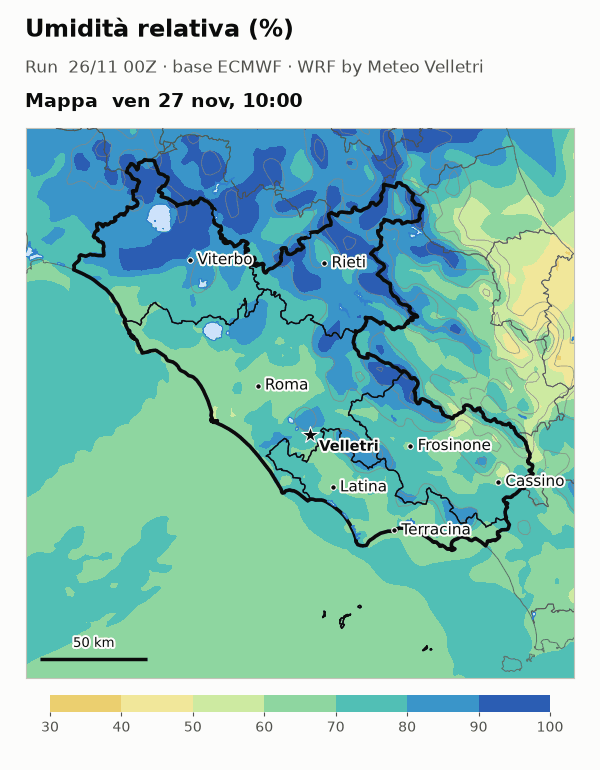 Umidità relativa (%)
Run  26/11 00Z · base ECMWF · WRF by Meteo Velletri
Mappa  ven 27 nov, 10:00
Viterbo
Rieti
Roma
Velletri
Frosinone
Cassino
Latina
Terracina
50 km
30 40 50 60 70 80 90 100